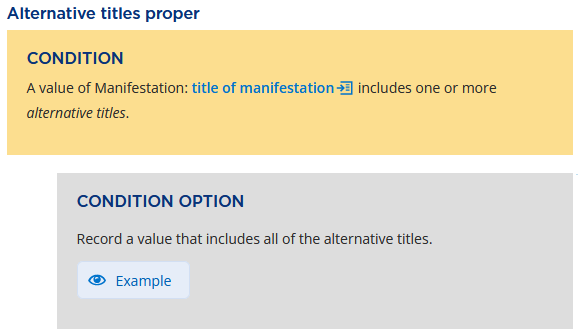 Alternative titles proper
CONDITION
A value of Manifestation: title of manifestation includes one or more
alternative titles.
CONDITION OPTION
Record a value that includes all of the alternative titles.
Example